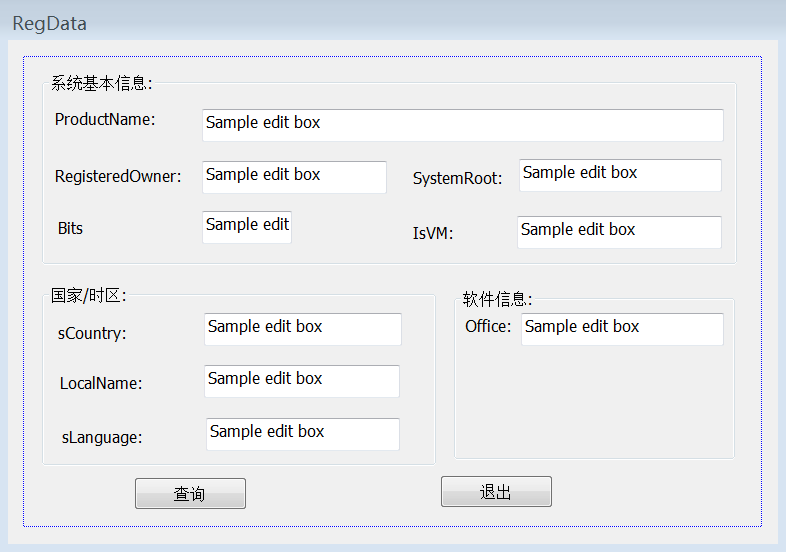 RegData
系统基本信息:
ProductName: Sample edit box
RegisteredOwner: Sample edit box SystemRoot: Sample edit box
Bits Sample edit IsVM: Sample edit box
国家/时区: 软件信息:
sCountry: Sample edit box Office: Sample edit box
LocalName: Sample edit box
sLanguage: Sample edit box
查询 退出